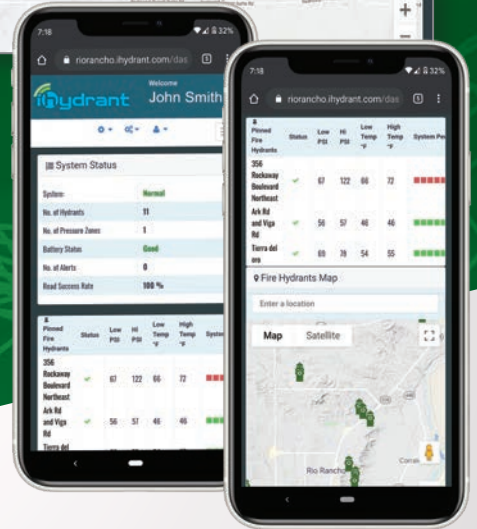 7:18
32%
riorancho.ihydrant.com/das
5
ihydrant
Welcome
John Smith
System Status
System: Normal
No. of Hydrants 11
No. of Pressure Zones 1
Battery Status Good
No. of Alerts 0
Read Success Rate 100 %
Pinned Fire Hydrants Status Low PSI Hi PSI Low Temp °F High Temp °F System
356 Rockaway Boulevard Northeast 67 122 66 72
Ark Rd and Viga Rd 56 57 46 46
Tierra del
7:18
32%
riorancho.ihydrant.com/das
5
Pinned Fire Hydrants Status Low PSI Hi PSI Low Temp °F High Temp °F System Pe
356 Rockaway Boulevard Northeast 67 122 66 72
Ark Rd and Viga Rd 56 57 46 46
Tierra del oro 69 78 54 55
Fire Hydrants Map
Enter a location
Map Satellite
Rio Rancho
Corrale